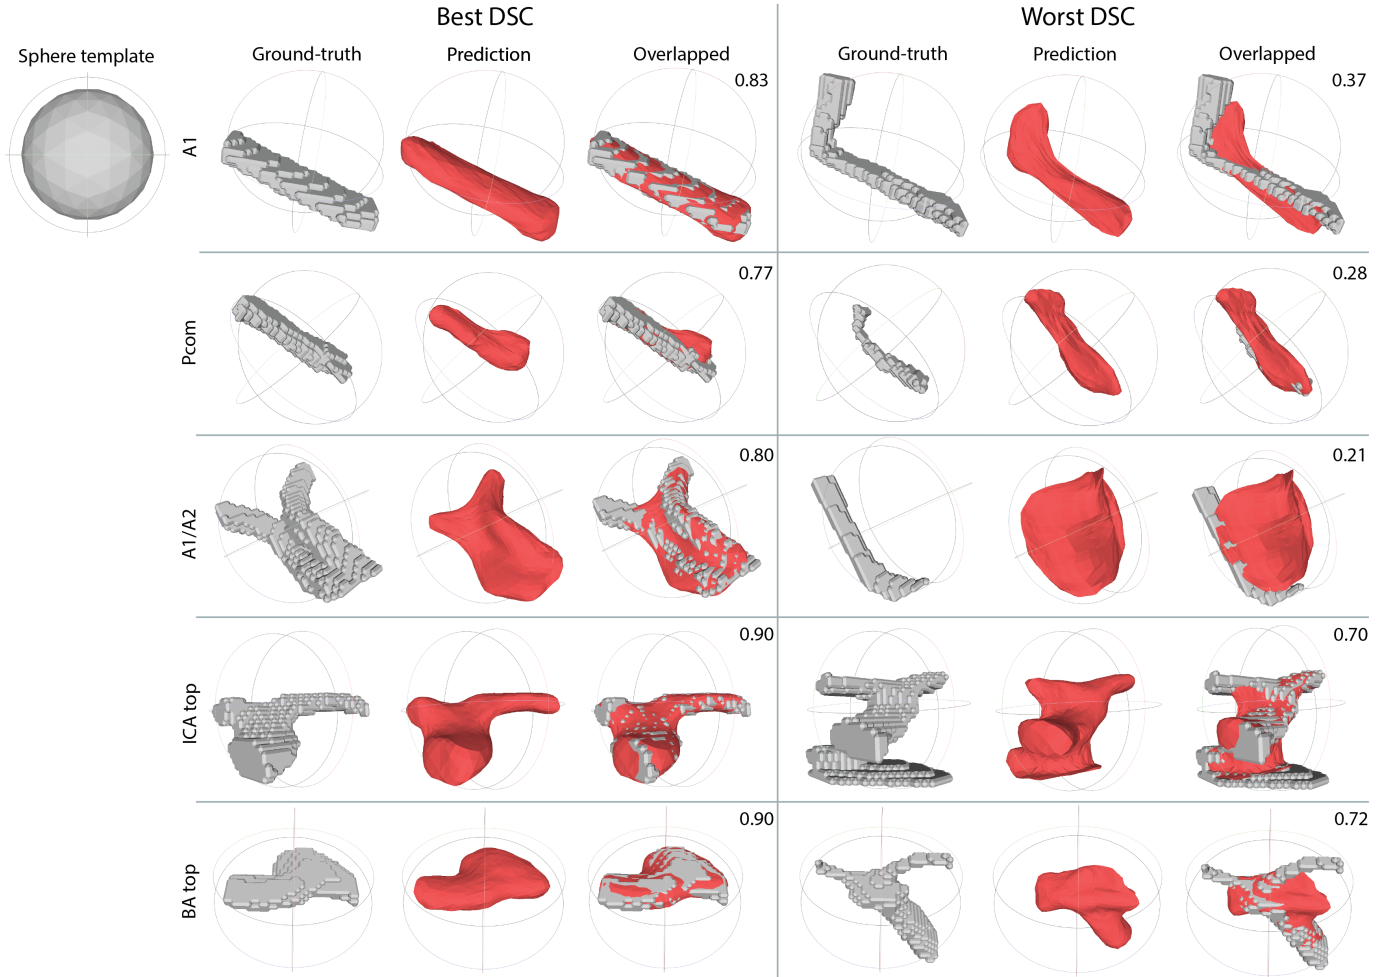 Best DSC
Worst DSC
Sphere template
Ground-truth
Prediction
Overlapped
Ground-truth
Prediction
Overlapped
A1
0.83
0.37
Pcom
0.77
0.28
A1/A2
0.80
0.21
ICA top
0.90
0.70
BA top
0.90
0.72